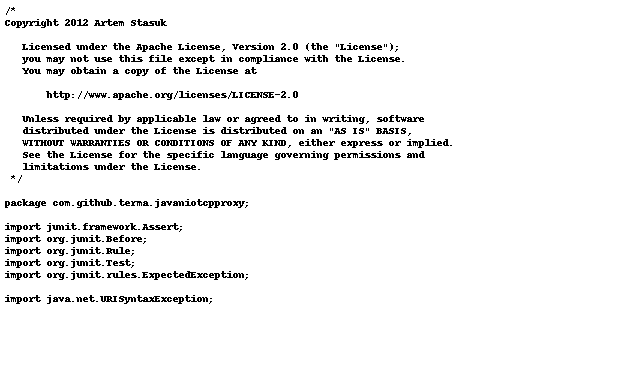 /*
Copyright 2012 Artem Stasuk

   Licensed under the Apache License, Version 2.0 (the "License");
   you may not use this file except in compliance with the License.
   You may obtain a copy of the License at

       http://www.apache.org/licenses/LICENSE-2.0

   Unless required by applicable law or agreed to in writing, software
   distributed under the License is distributed on an "AS IS" BASIS,
   WITHOUT WARRANTIES OR CONDITIONS OF ANY KIND, either express or implied.
   See the License for the specific language governing permissions and
   limitations under the License.
 */

package com.github.terma.javaniotcpproxy;

import junit.framework.Assert;
import org.junit.Before;
import org.junit.Rule;
import org.junit.Test;
import org.junit.rules.ExpectedException;

import java.net.URISyntaxException;